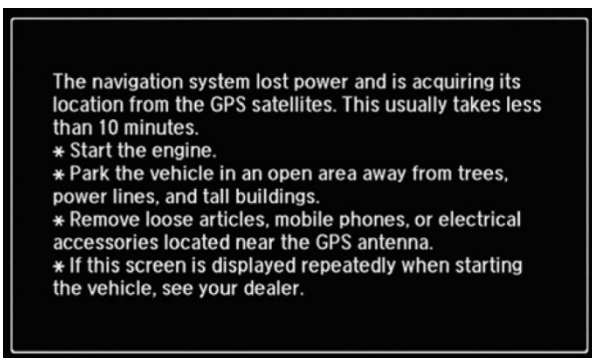 The navigation system lost power and is acquiring its
location from the GPS satellites. This usually takes less
than 10 minutes.
* Start the engine.
* Park the vehicle in an open area away from trees,
power lines, and tall buildings.
* Remove loose articles, mobile phones, or electrical
accessories located near the GPS antenna.
* If this screen is displayed repeatedly when starting
the vehicle, see your dealer.